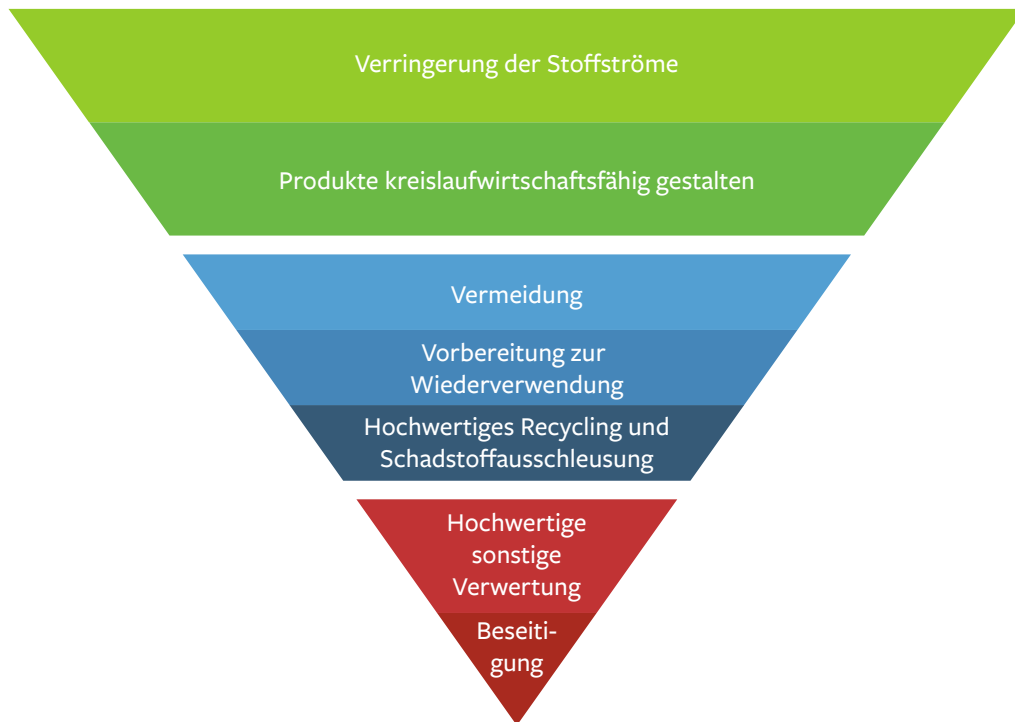 Verringerung der Stoffströme
Produkte kreislaufwirtschaftsfähig gestalten
Vermeidung
Vorbereitung zur
Wiederverwendung
Hochwertiges Recycling und
Schadstoffausschleusung
Hochwertige
sonstige
Verwertung
Beseiti-
gung